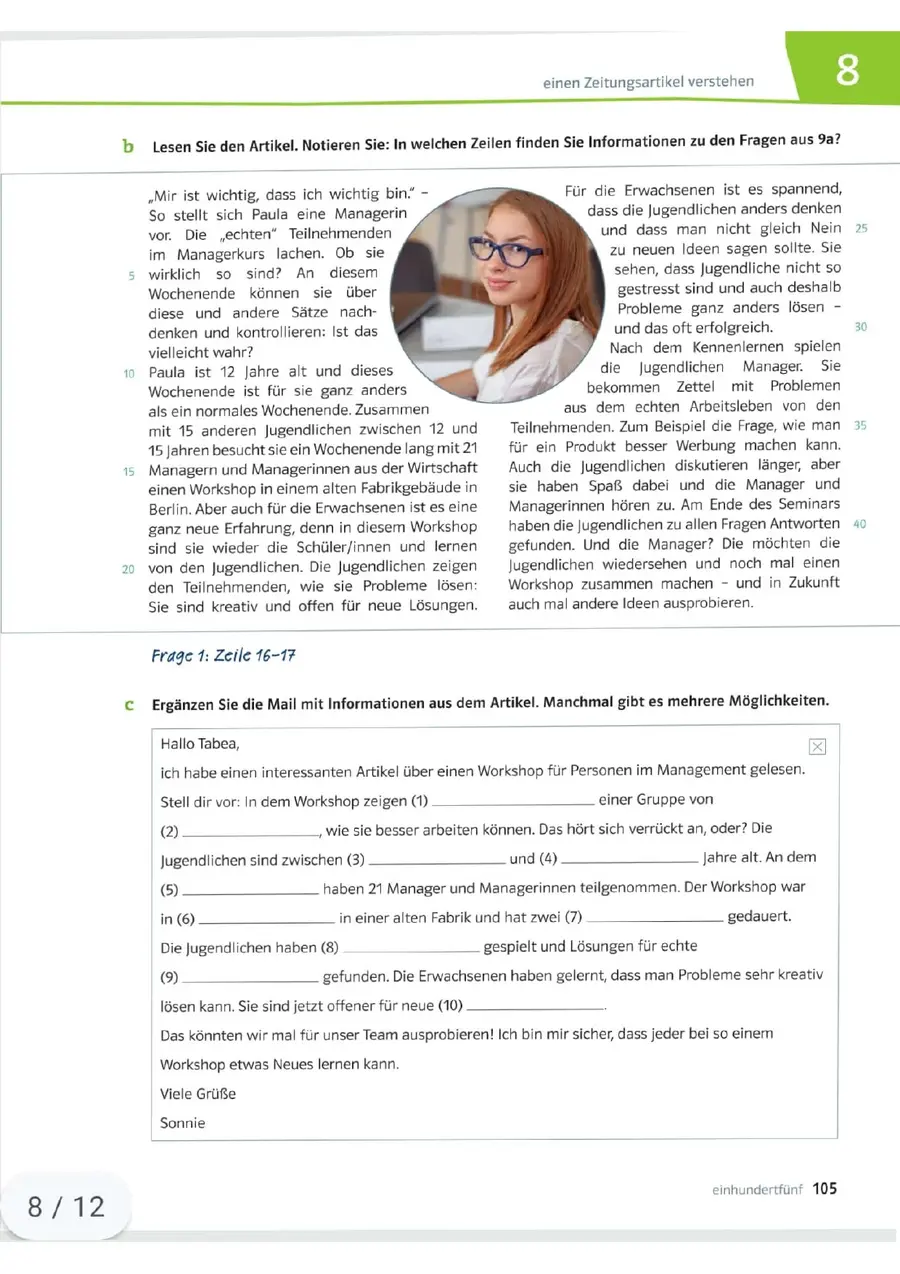 einen Zeitungsartikel verstehen
8
b Lesen Sie den Artikel. Notieren Sie: In welchen Zeilen finden Sie Informationen zu den Fragen aus 9a?
„Mir ist wichtig, dass ich wichtig bin.“ –
So stellt sich Paula eine Managerin
vor. Die „echten“ Teilnehmenden
im Managerkurs lachen. Ob sie
5 wirklich so sind? An diesem
Wochenende können sie über
diese und andere Sätze nach-
denken und kontrollieren: Ist das
vielleicht wahr?
10 Paula ist 12 Jahre alt und dieses
Wochenende ist für sie ganz anders
als ein normales Wochenende. Zusammen
mit 15 anderen Jugendlichen zwischen 12 und
15 Jahren besucht sie ein Wochenende lang mit 21
15 Managern und Managerinnen aus der Wirtschaft
einen Workshop in einem alten Fabrikgebäude in
Berlin. Aber auch für die Erwachsenen ist es eine
ganz neue Erfahrung, denn in diesem Workshop
sind sie wieder die Schüler/innen und lernen
20 von den Jugendlichen. Die Jugendlichen zeigen
den Teilnehmenden, wie sie Probleme lösen:
Sie sind kreativ und offen für neue Lösungen.
Für die Erwachsenen ist es spannend,
dass die Jugendlichen anders denken
und dass man nicht gleich Nein 25
zu neuen Ideen sagen sollte. Sie
sehen, dass Jugendliche nicht so
gestresst sind und auch deshalb
Probleme ganz anders lösen –
und das oft erfolgreich. 30
Nach dem Kennenlernen spielen
die Jugendlichen Manager. Sie
bekommen Zettel mit Problemen
aus dem echten Arbeitsleben von den
Teilnehmenden. Zum Beispiel die Frage, wie man 35
für ein Produkt besser Werbung machen kann.
Auch die Jugendlichen diskutieren länger, aber
sie haben Spaß dabei und die Manager und
Managerinnen hören zu. Am Ende des Seminars
haben die Jugendlichen zu allen Fragen Antworten 40
gefunden. Und die Manager? Die möchten die
Jugendlichen wiedersehen und noch mal einen
Workshop zusammen machen – und in Zukunft
auch mal andere Ideen ausprobieren.
Frage 1: Zeile 16–17
c Ergänzen Sie die Mail mit Informationen aus dem Artikel. Manchmal gibt es mehrere Möglichkeiten.
Hallo Tabea,
ich habe einen interessanten Artikel über einen Workshop für Personen im Management gelesen.
Stell dir vor: In dem Workshop zeigen (1) ____________ einer Gruppe von
(2) ____________, wie sie besser arbeiten können. Das hört sich verrückt an, oder? Die
Jugendlichen sind zwischen (3) ____________ und (4) ____________ Jahre alt. An dem
(5) ____________ haben 21 Manager und Managerinnen teilgenommen. Der Workshop war
in (6) ____________ in einer alten Fabrik und hat zwei (7) ____________ gedauert.
Die Jugendlichen haben (8) ____________ gespielt und Lösungen für echte
(9) ____________ gefunden. Die Erwachsenen haben gelernt, dass man Probleme sehr kreativ
lösen kann. Sie sind jetzt offener für neue (10) ____________.
Das könnten wir mal für unser Team ausprobieren! Ich bin mir sicher, dass jeder bei so einem
Workshop etwas Neues lernen kann.
Viele Grüße
Sonnie
einhundertfünf 105
8 / 12